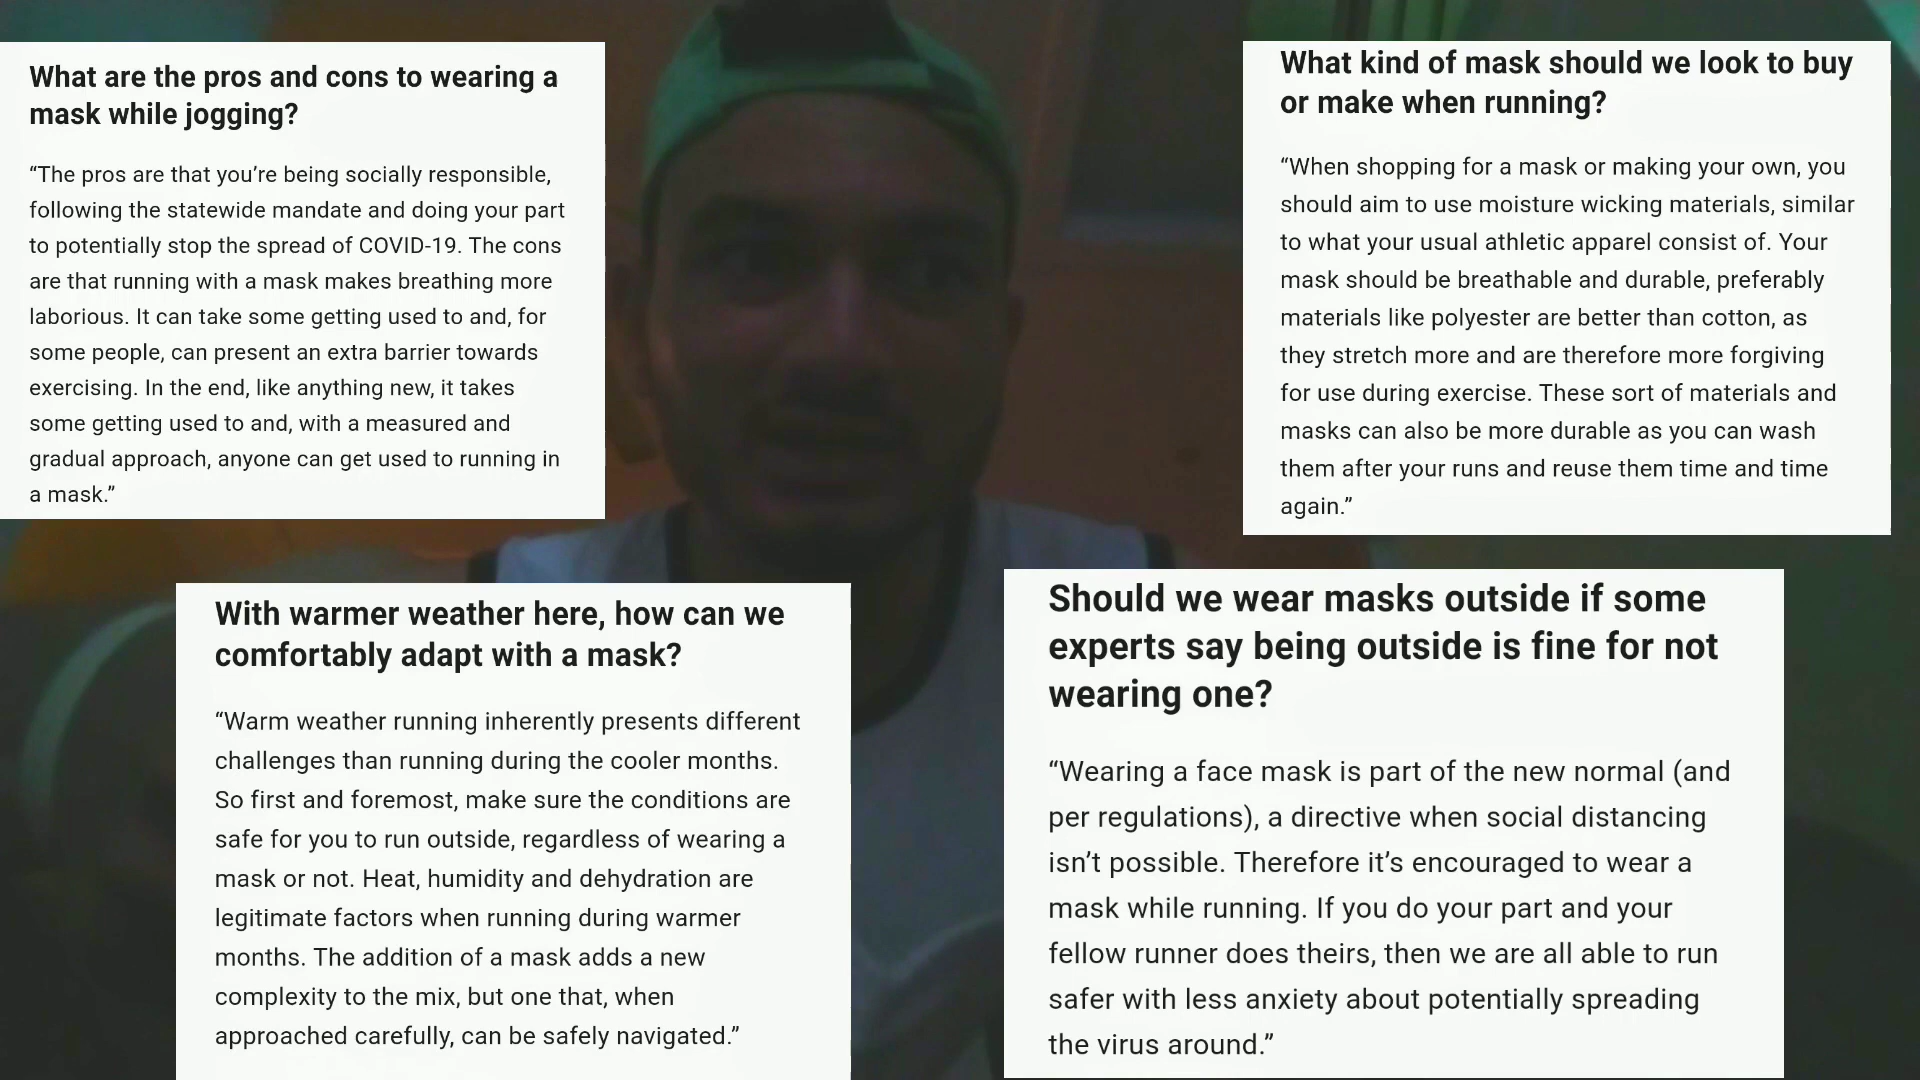 What are the pros and cons to wearing a
mask while jogging?
“The pros are that you’re being socially responsible,
following the statewide mandate and doing your part
to potentially stop the spread of COVID-19. The cons
are that running with a mask makes breathing more
laborious. It can take some getting used to and, for
some people, can present an extra barrier towards
exercising. In the end, like anything new, it takes
some getting used to and, with a measured and
gradual approach, anyone can get used to running in
a mask.”
What kind of mask should we look to buy
or make when running?
“When shopping for a mask or making your own, you
should aim to use moisture wicking materials, similar
to what your usual athletic apparel consist of. Your
mask should be breathable and durable, preferably
materials like polyester are better than cotton, as
they stretch more and are therefore more forgiving
for use during exercise. These sort of materials and
masks can also be more durable as you can wash
them after your runs and reuse them time and time
again.”
With warmer weather here, how can we
comfortably adapt with a mask?
“Warm weather running inherently presents different
challenges than running during the cooler months.
So first and foremost, make sure the conditions are
safe for you to run outside, regardless of wearing a
mask or not. Heat, humidity and dehydration are
legitimate factors when running during warmer
months. The addition of a mask adds a new
complexity to the mix, but one that, when
approached carefully, can be safely navigated.”
Should we wear masks outside if some
experts say being outside is fine for not
wearing one?
“Wearing a face mask is part of the new normal (and
per regulations), a directive when social distancing
isn’t possible. Therefore it’s encouraged to wear a
mask while running. If you do your part and your
fellow runner does theirs, then we are all able to run
safer with less anxiety about potentially spreading
the virus around.”